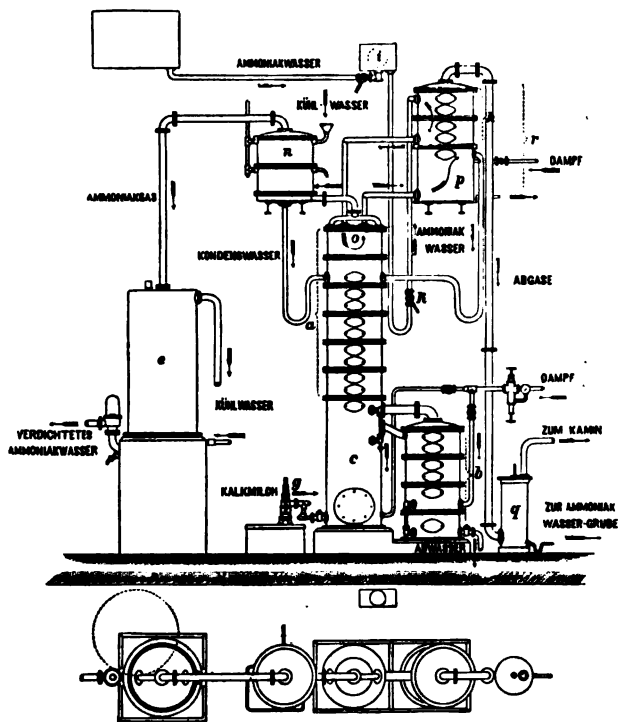 AMMONIAKWASSER
i
KÜHL-WASSER
n
r
p
DAMPF
AMMONIAKGAS
o
KONDENSWASSER
AMMONIAK
WASSER
a
k
ABGASE
e
DAMPF
KÜHLWASSER
VERDICHTETES
AMMONIAKWASSER
ZUM KAMIN
c
b
KALKMILCH
g
q
ZUR AMMONIAK
WASSER-GRUBE
ABWASSER